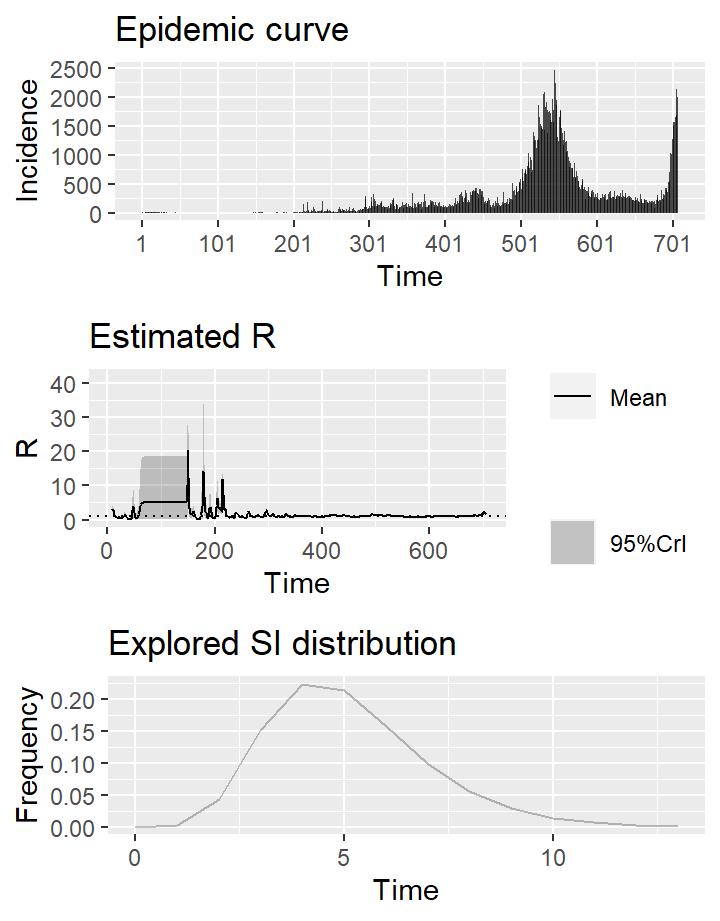 Epidemic curve
2500
2000
1500
1000
500
0
Incidence
1 101 201 301 401 501 601 701
Time
Estimated R
40
30
20
10
0
R
0 200 400 600
Time
Mean
95%CrI
Explored SI distribution
0.20
0.15
0.10
0.05
0.00
Frequency
0 5 10
Time